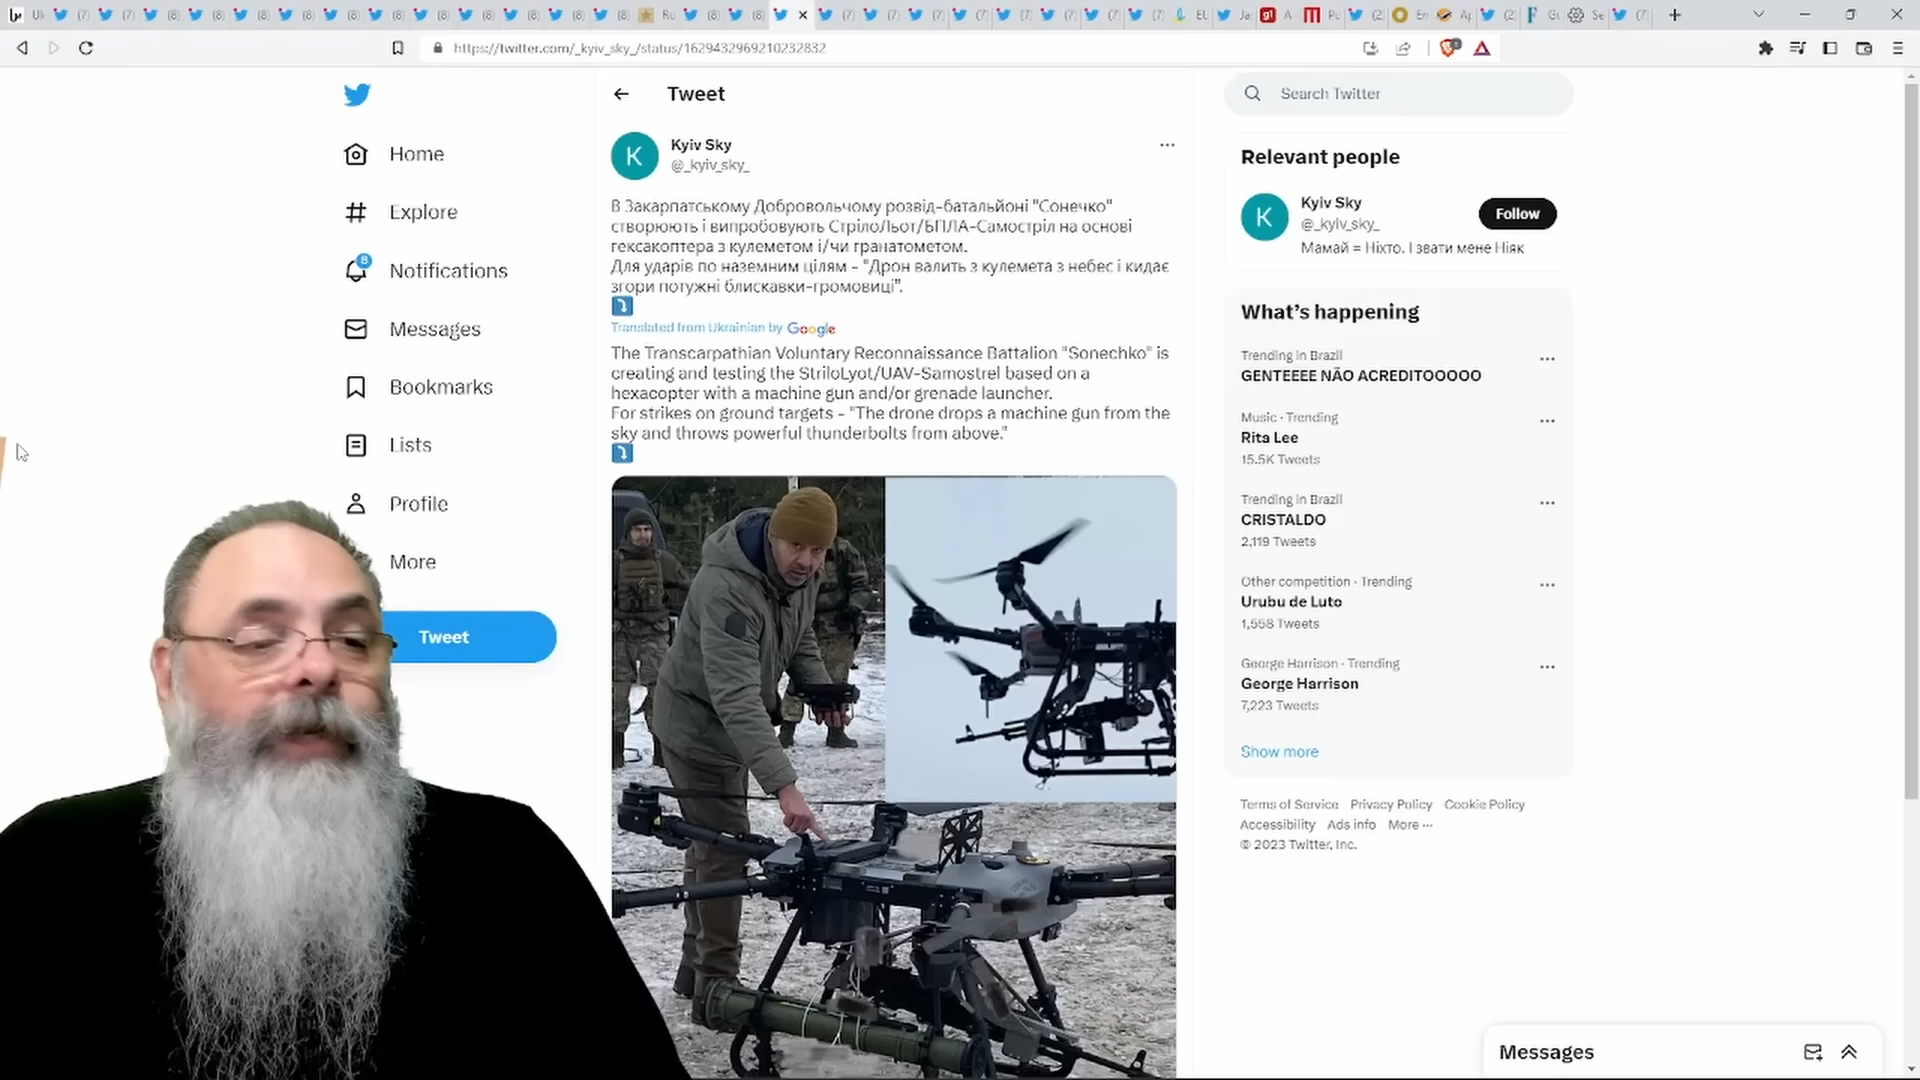 https://twitter.com/_kyiv_sky_/status/1629432969210232832
Home
Explore
8
Notifications
Messages
Bookmarks
Lists
Profile
More
Tweet
Tweet
K
Kyiv Sky
@_kyiv_sky_
В Закарпатському Добровольчому розвід-батальйоні "Сонечко"
створюють і випробовують СтрілоЛьот/БПЛА-Самостріл на основі
гексакоптера з кулеметом і/чи гранатометом.
Для ударів по наземним цілям - "Дрон валить з кулемета з небес і кидає
згори потужні блискавки-громовиці".
Translated from Ukrainian by Google
The Transcarpathian Voluntary Reconnaissance Battalion "Sonechko" is
creating and testing the StriloLyot/UAV-Samostrel based on a
hexacopter with a machine gun and/or grenade launcher.
For strikes on ground targets - "The drone drops a machine gun from the
sky and throws powerful thunderbolts from above."
Search Twitter
Relevant people
K
Kyiv Sky
@_kyiv_sky_
Follow
Мамай = Ніхто. І звати мене Ніяк
What's happening
Trending in Brazil
GENTEEEE NÃO ACREDITOOOOO
Music · Trending
Rita Lee
15.5K Tweets
Trending in Brazil
CRISTALDO
2,119 Tweets
Other competition · Trending
Urubu de Luto
1,558 Tweets
George Harrison · Trending
George Harrison
7,223 Tweets
Show more
Terms of Service Privacy Policy Cookie Policy
Accessibility Ads info More ···
© 2023 Twitter, Inc.
Messages